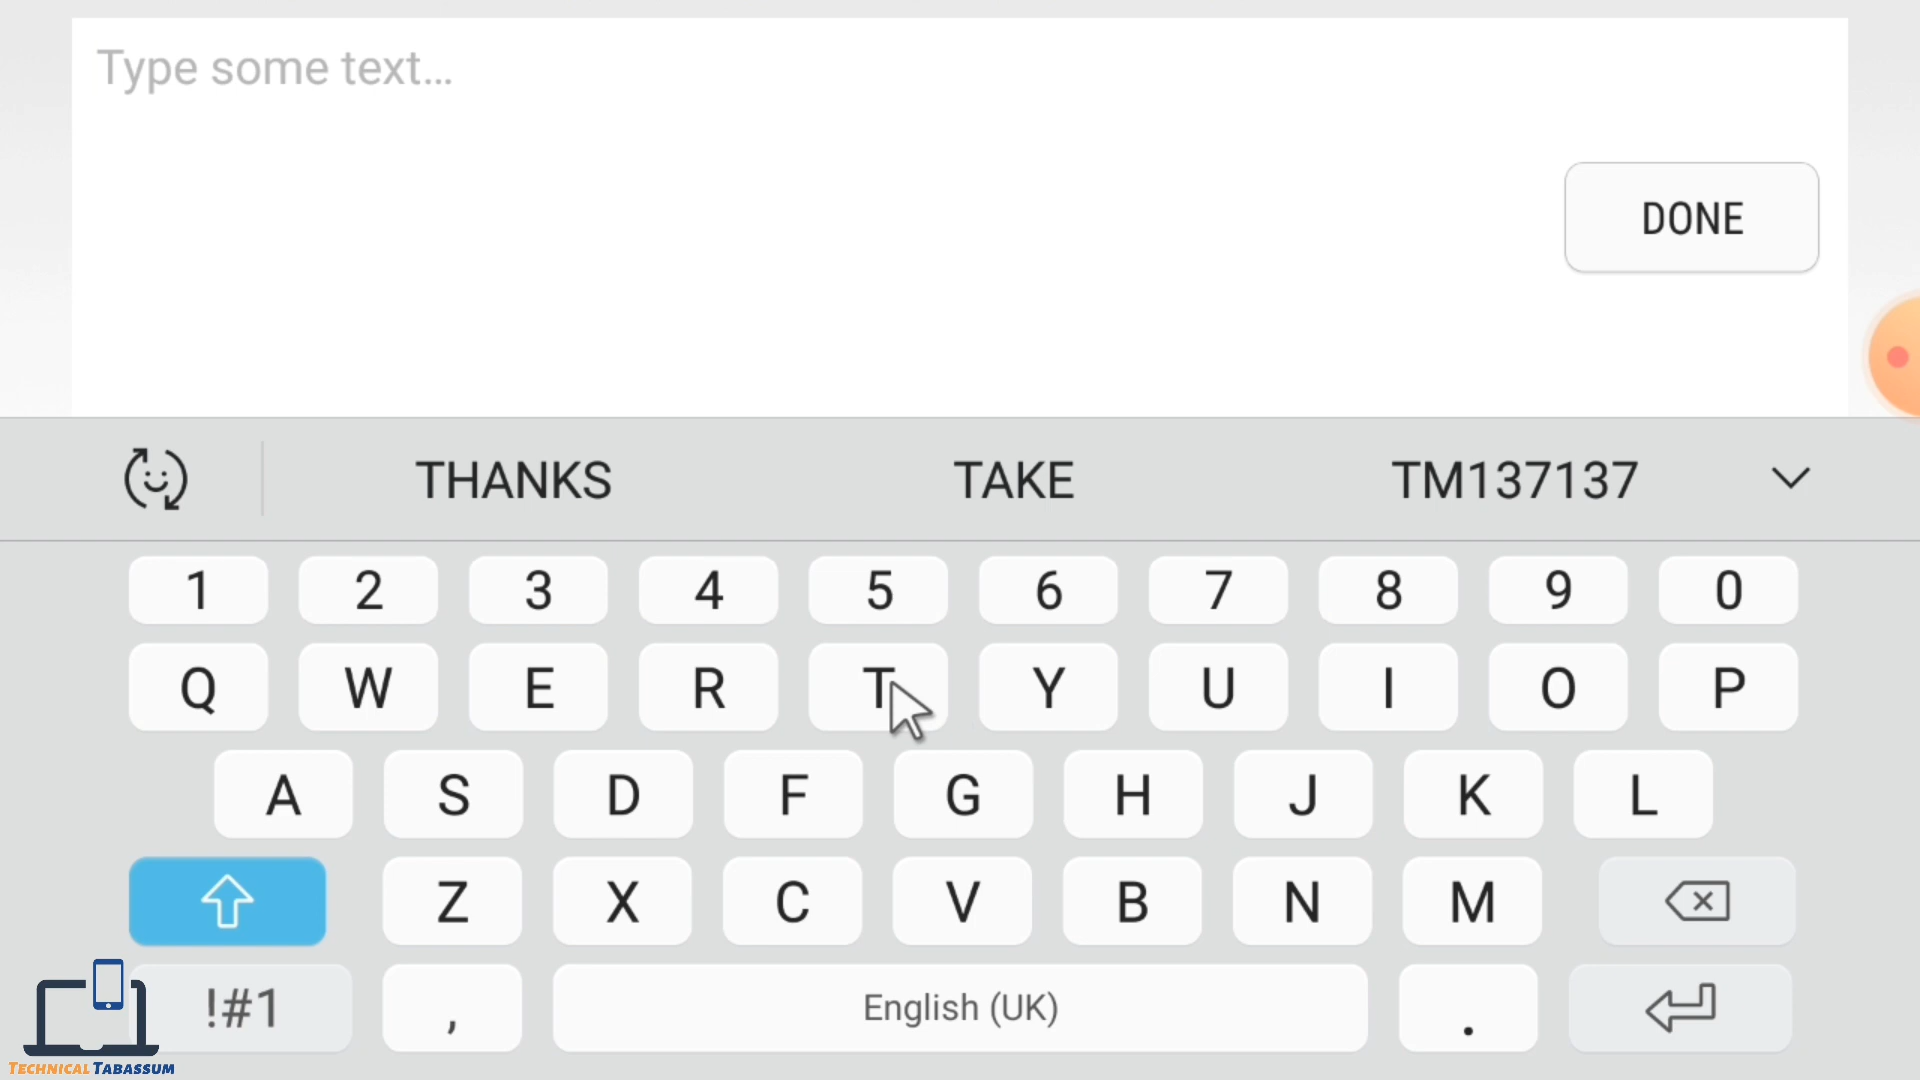 Type some text...
DONE
THANKS TAKE TM137137
1 2 3 4 5 6 7 8 9 0
Q W E R T Y U I O P
A S D F G H J K L
Z X C V B N M
!#1 , English (UK) .
TECHNICAL TABASSUM